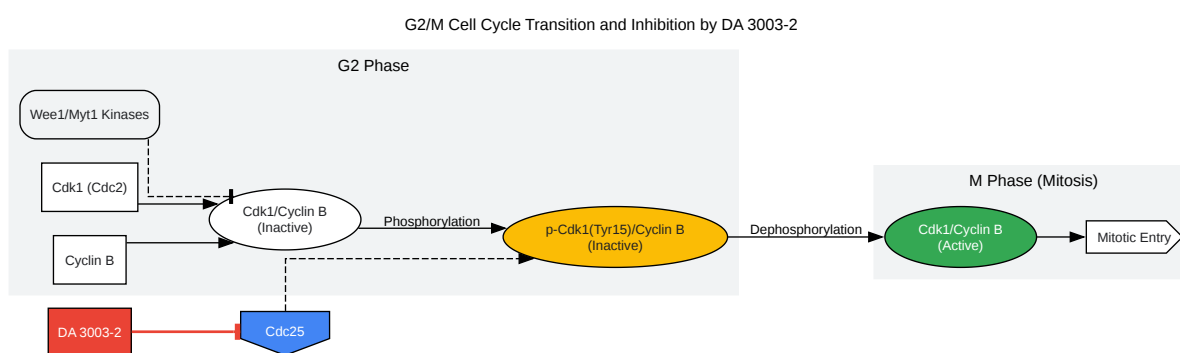 G2/M Cell Cycle Transition and Inhibition by DA 3003-2
G2 Phase
Wee1/Myt1 Kinases
Cdk1 (Cdc2)
Cyclin B
Cdk1/Cyclin B
(Inactive)
Phosphorylation
p-Cdk1(Tyr15)/Cyclin B
(Inactive)
Dephosphorylation
M Phase (Mitosis)
Cdk1/Cyclin B
(Active)
Mitotic Entry
DA 3003-2
Cdc25